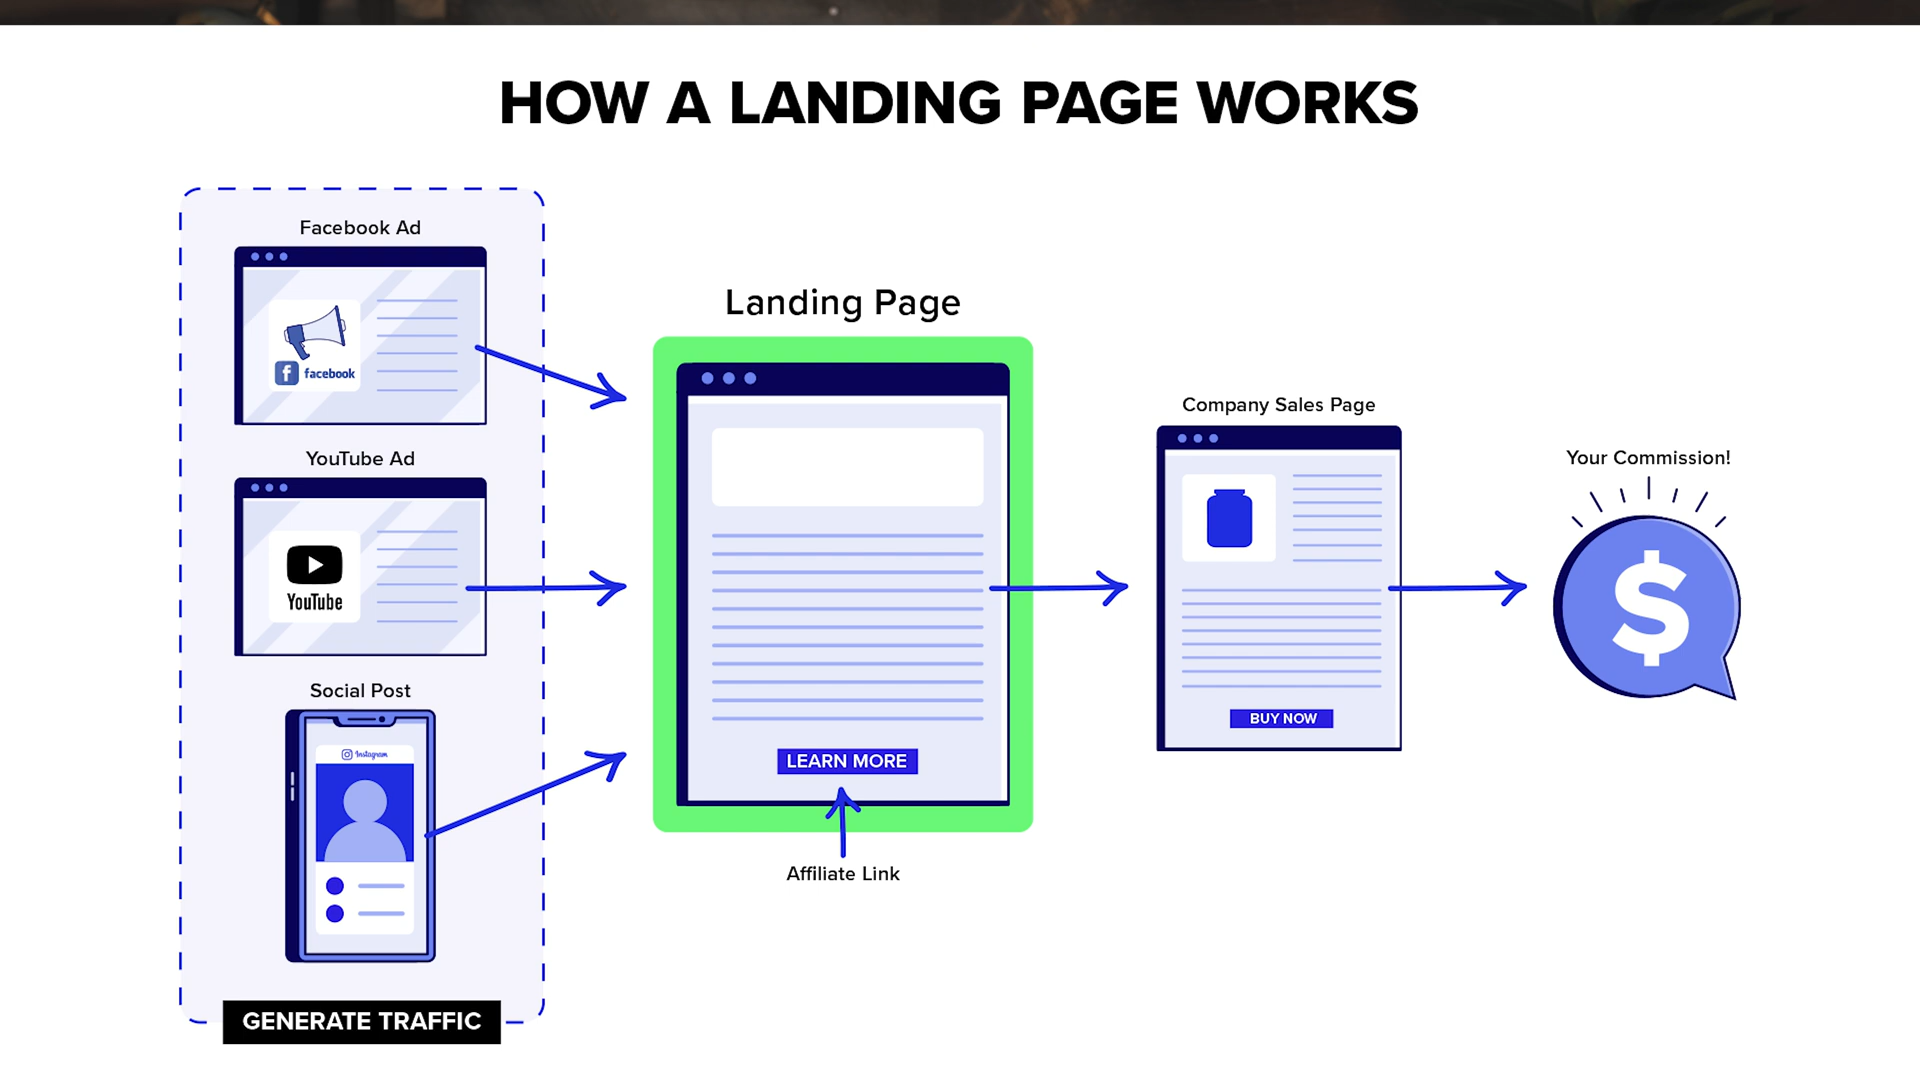 HOW A LANDING PAGE WORKS
Facebook Ad
facebook
YouTube Ad
YouTube
Social Post
Instagram
GENERATE TRAFFIC
Landing Page
LEARN MORE
Affiliate Link
Company Sales Page
BUY NOW
Your Commission!
$